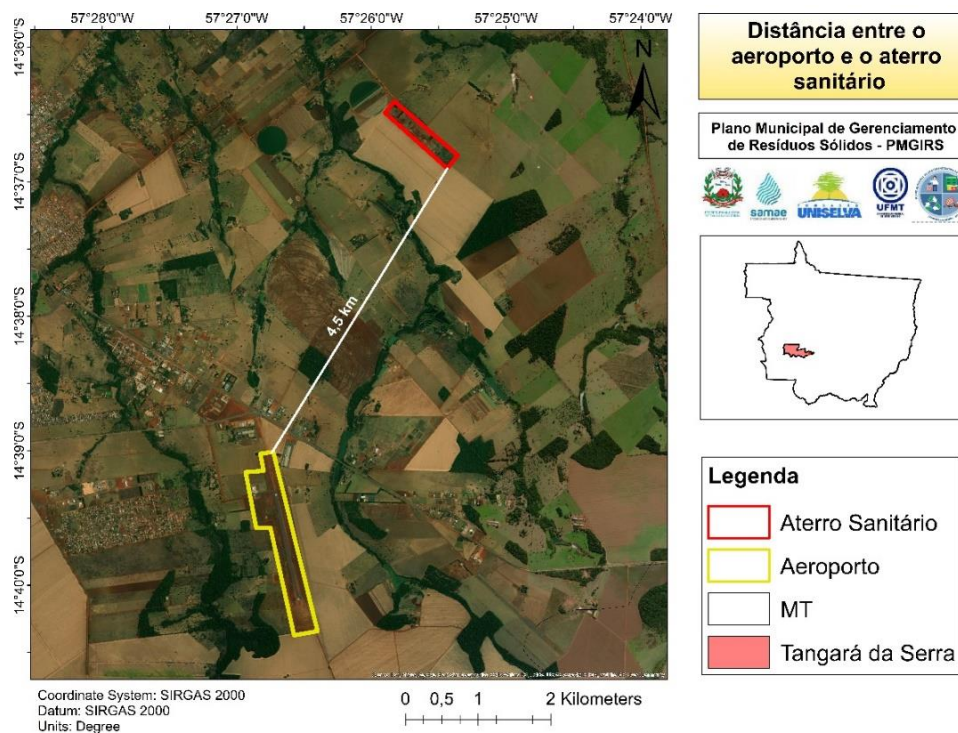 57°28'0"O 57°27'0"O 57°26'0"O 57°25'0"O 57°24'0"O
14°36'0"S
14°37'0"S
14°38'0"S
14°39'0"S
14°40'0"S
N
4,5 km
Coordinate System: SIRGAS 2000
Datum: SIRGAS 2000
Units: Degree
0 0,5 1 2 Kilometers
Distância entre o
aeroporto e o aterro
sanitário
Plano Municipal de Gerenciamento
de Resíduos Sólidos - PMGIRS
samae
UNISELVA
UFMT
Legenda
Aterro Sanitário
Aeroporto
MT
Tangará da Serra